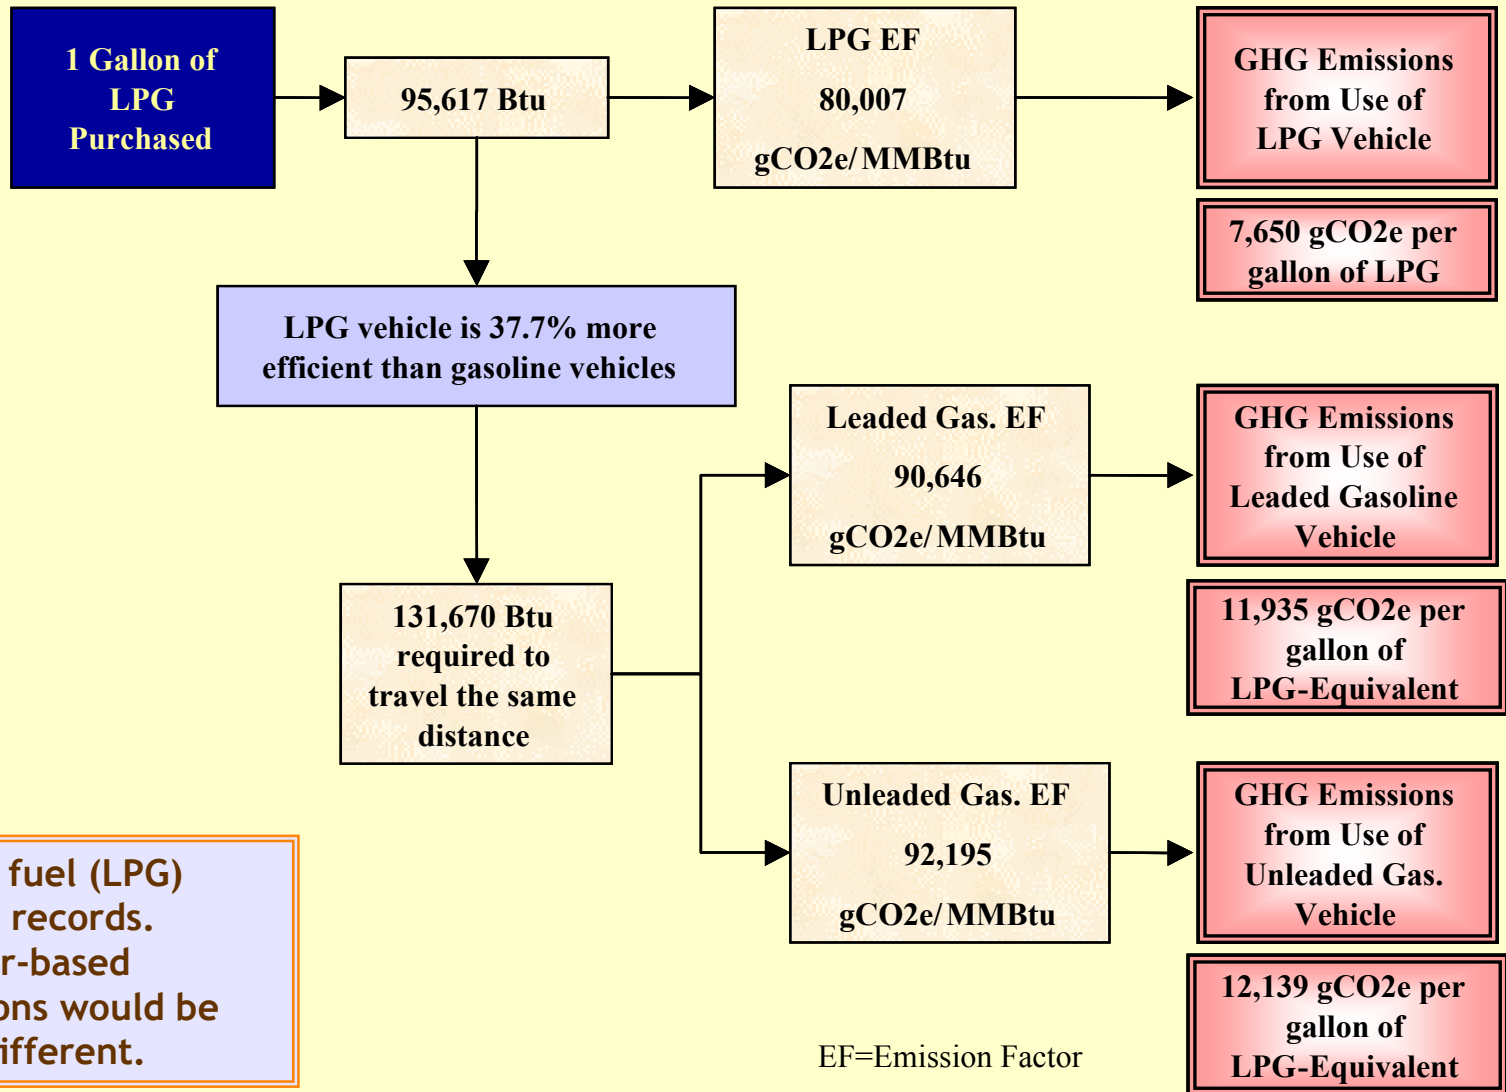 1 Gallon of
LPG
Purchased
95,617 Btu
LPG EF
80,007
gCO2e/MMBtu
GHG Emissions
from Use of
LPG Vehicle
7,650 gCO2e per
gallon of LPG
LPG vehicle is 37.7% more
efficient than gasoline vehicles
Leaded Gas. EF
90,646
gCO2e/MMBtu
GHG Emissions
from Use of
Leaded Gasoline
Vehicle
131,670 Btu
required to
travel the same
distance
11,935 gCO2e per
gallon of
LPG-Equivalent
Unleaded Gas. EF
92,195
gCO2e/MMBtu
GHG Emissions
from Use of
Unleaded Gas.
Vehicle
12,139 gCO2e per
gallon of
LPG-Equivalent
fuel (LPG)
records.
r-based
ons would be
ifferent.
EF=Emission Factor